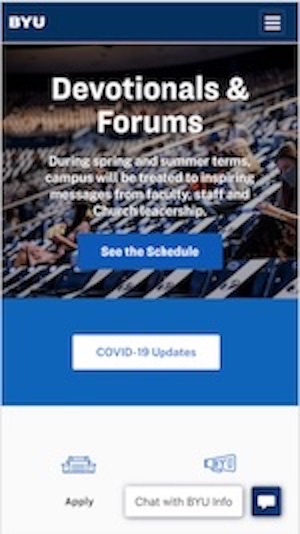 BYU
Devotionals &
Forums
During spring and summer terms,
campus will be treated to inspiring
messages from faculty, staff and
Church leadership.
See the Schedule
COVID-19 Updates
BYU
Apply
Chat with BYU Info